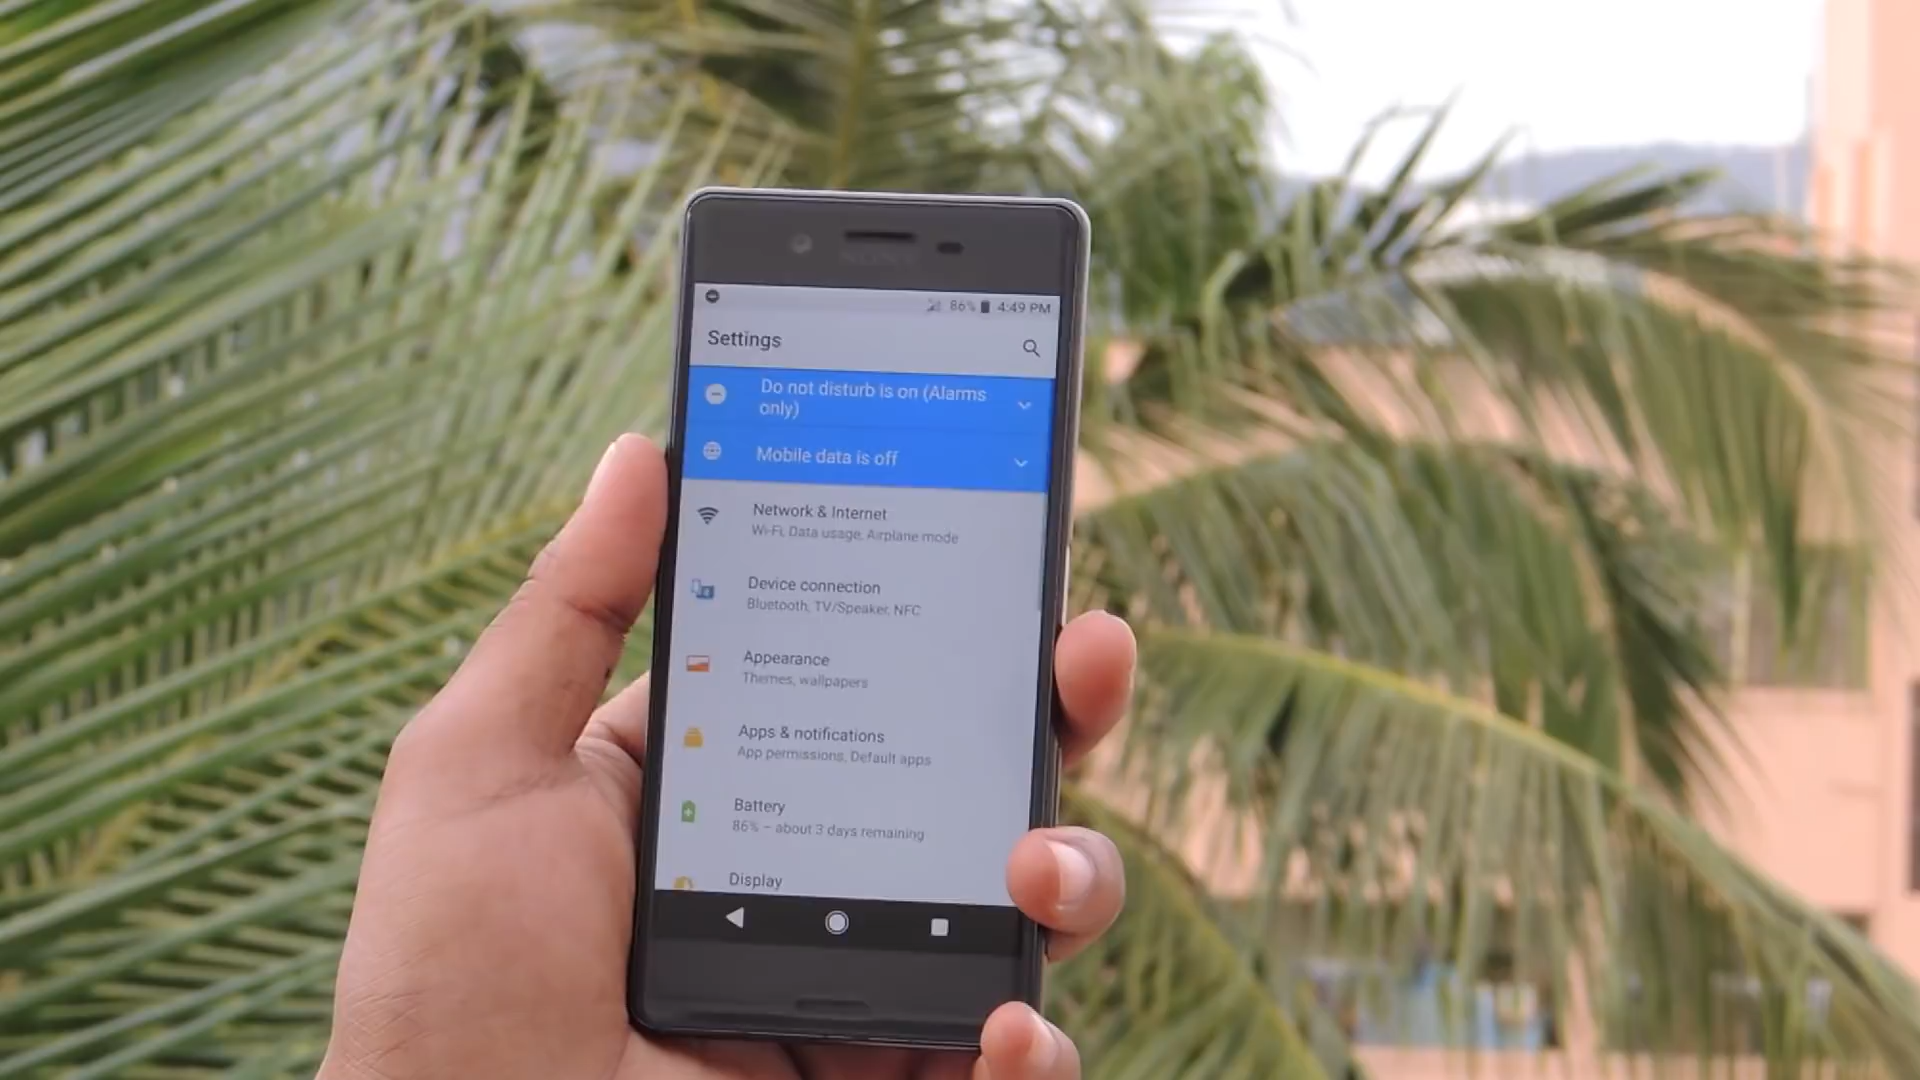 SONY
86% 4:49 PM
Settings
Do not disturb is on (Alarms
only)
Mobile data is off
Network & Internet
Wi-Fi, Data usage, Airplane mode
Device connection
Bluetooth, TV/Speaker, NFC
Appearance
Themes, wallpapers
Apps & notifications
App permissions, Default apps
Battery
86% – about 3 days remaining
Display